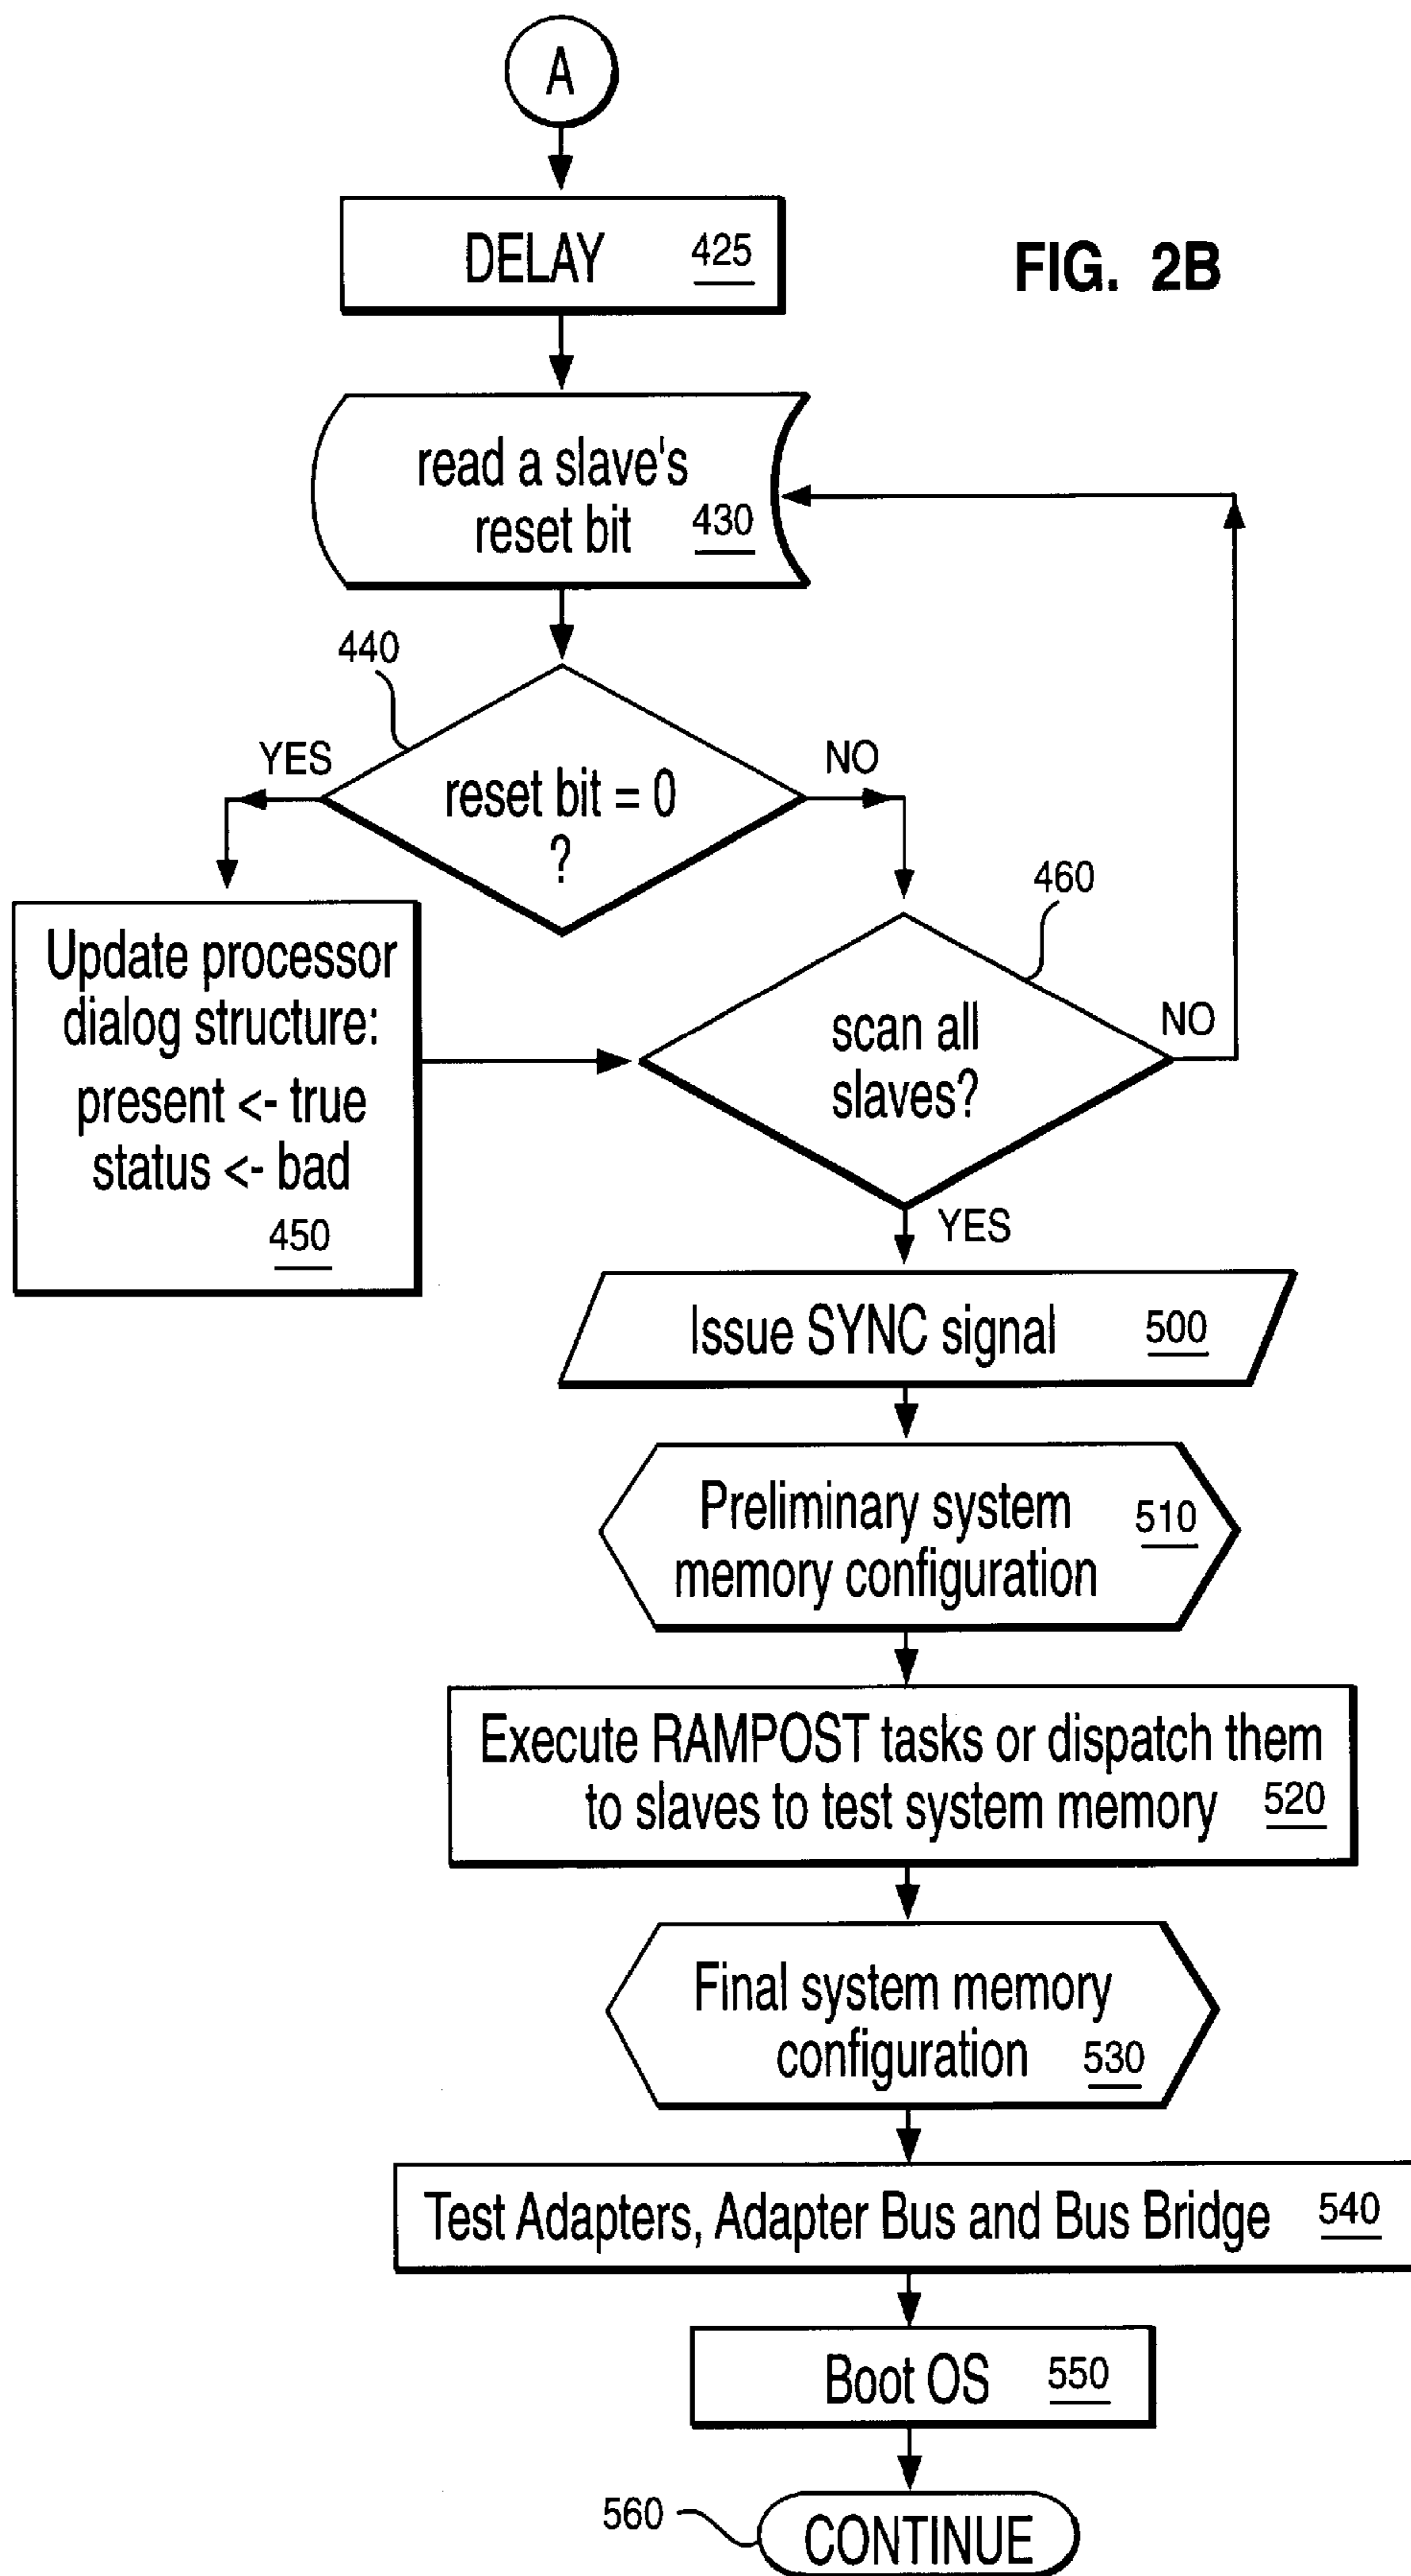 A
DELAY 425
FIG. 2B
read a slave's
reset bit 430
440
YES
NO
reset bit = 0
?
460
Update processor
dialog structure:
present <- true
status <- bad
450
scan all
slaves?
NO
YES
Issue SYNC signal 500
Preliminary system
memory configuration 510
Execute RAMPOST tasks or dispatch them
to slaves to test system memory 520
Final system memory
configuration 530
Test Adapters, Adapter Bus and Bus Bridge 540
Boot OS 550
560
CONTINUE